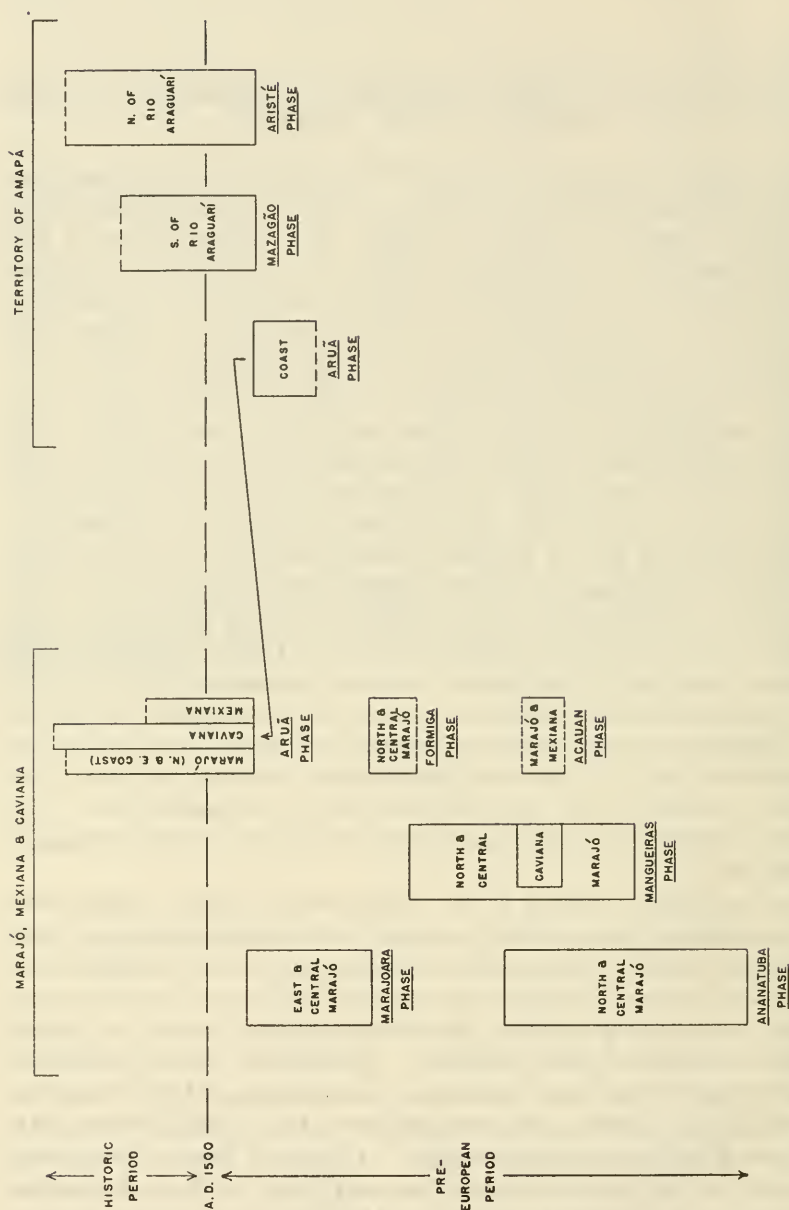 MARAJÓ, MEXIANA & CAVIANA
TERRITORY OF AMAPÁ
HISTORIC
PERIOD
A.D. 1500
PRE-
EUROPEAN
PERIOD
NORTH &
CENTRAL
MARAJÓ
ANANATUBA
PHASE
EAST &
CENTRAL
MARAJÓ
MARAJOARA
PHASE
NORTH &
CENTRAL
CAVIANA
MARAJÓ
MANGUEIRAS
PHASE
MARAJÓ &
MEXIANA
ACAUAN
PHASE
NORTH &
CENTRAL
MARAJÓ
FORMIGA
PHASE
MARAJÓ (N. & E. COAST)
CAVIANA
MEXIANA
ARUÃ
PHASE
COAST
ARUÃ
PHASE
S. OF
RIO
ARAGUARÍ
MAZAGÃO
PHASE
N. OF
RIO
ARAGUARÍ
ARISTÉ
PHASE